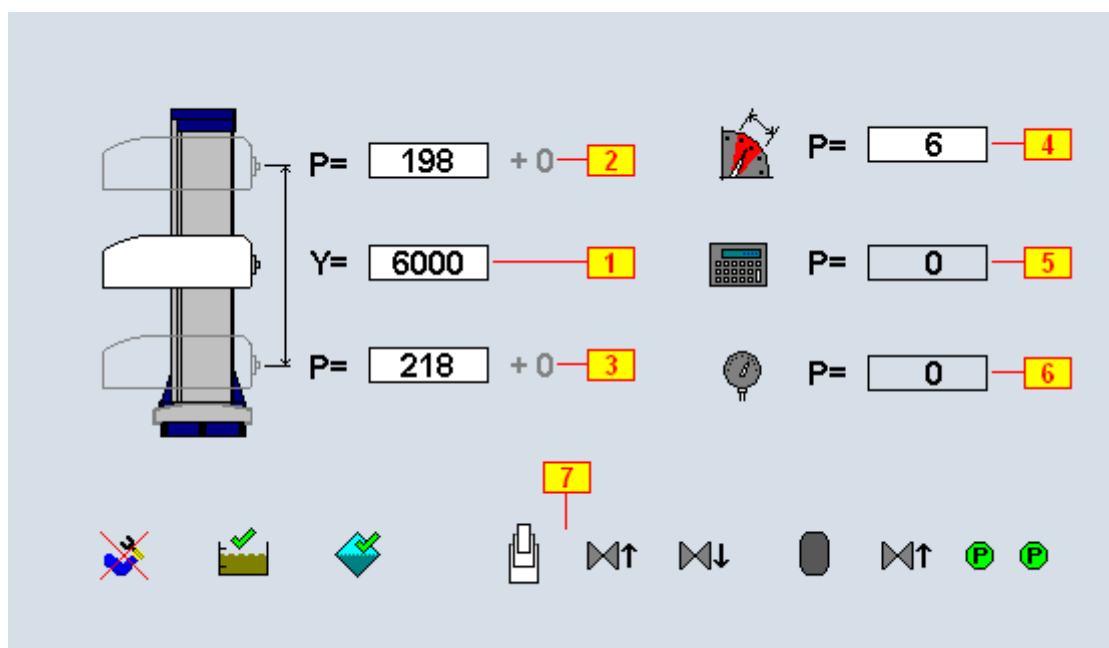 P= 198 + 0 2
P= 6 4
Y= 6000 1
P= 0 5
P= 218 + 0 3
P= 0 6
7
P P